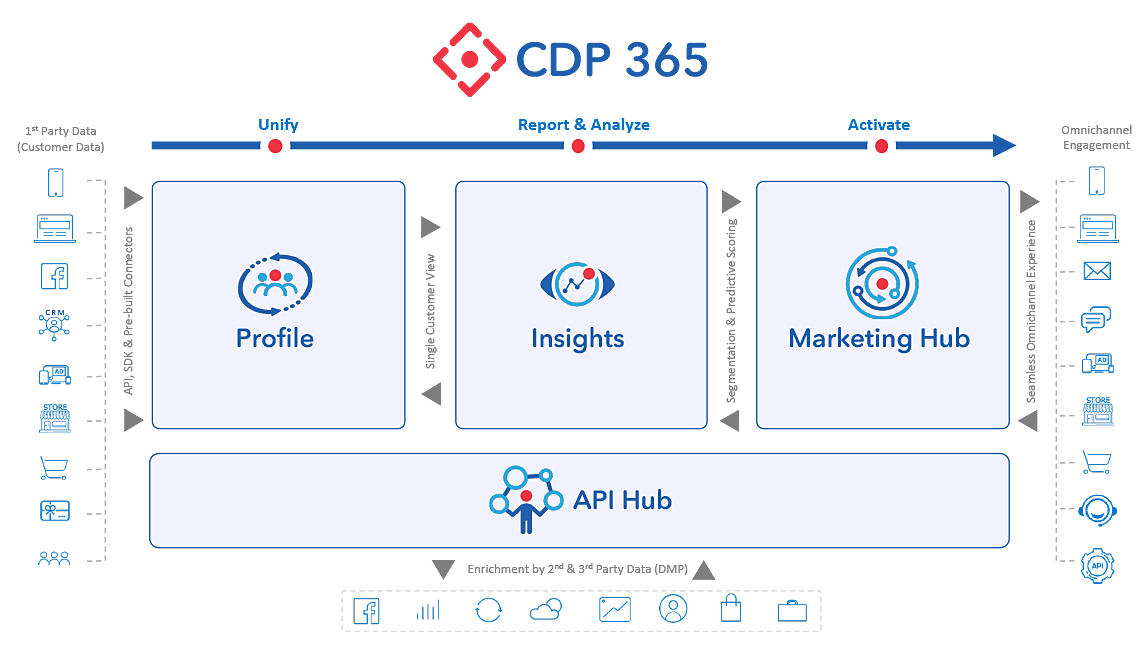 CDP 365
Unify
Report & Analyze
Activate
1st Party Data
(Customer Data)
Omnichannel
Engagement
CRM
AD
STORE
API, SDK & Pre-built Connectors
Profile
Single Customer View
Insights
Segmentation & Predictive Scoring
Marketing Hub
Seamless Omnichannel Experience
AD
STORE
API
API Hub
Enrichment by 2nd & 3rd Party Data (DMP)